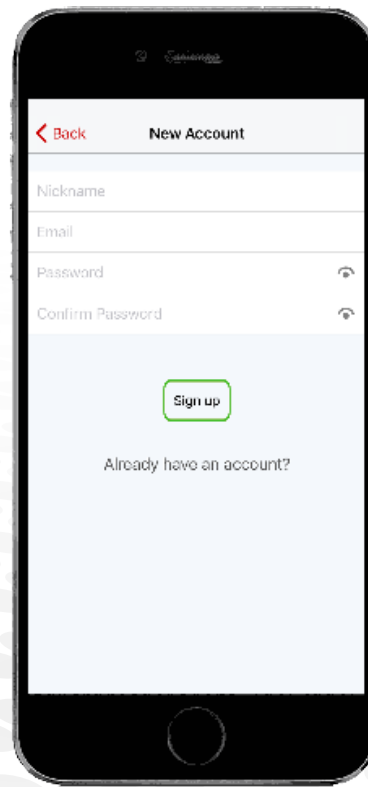 Back New Account
Nickname
Email
Password
Confirm Password
Sign up
Already have an account?